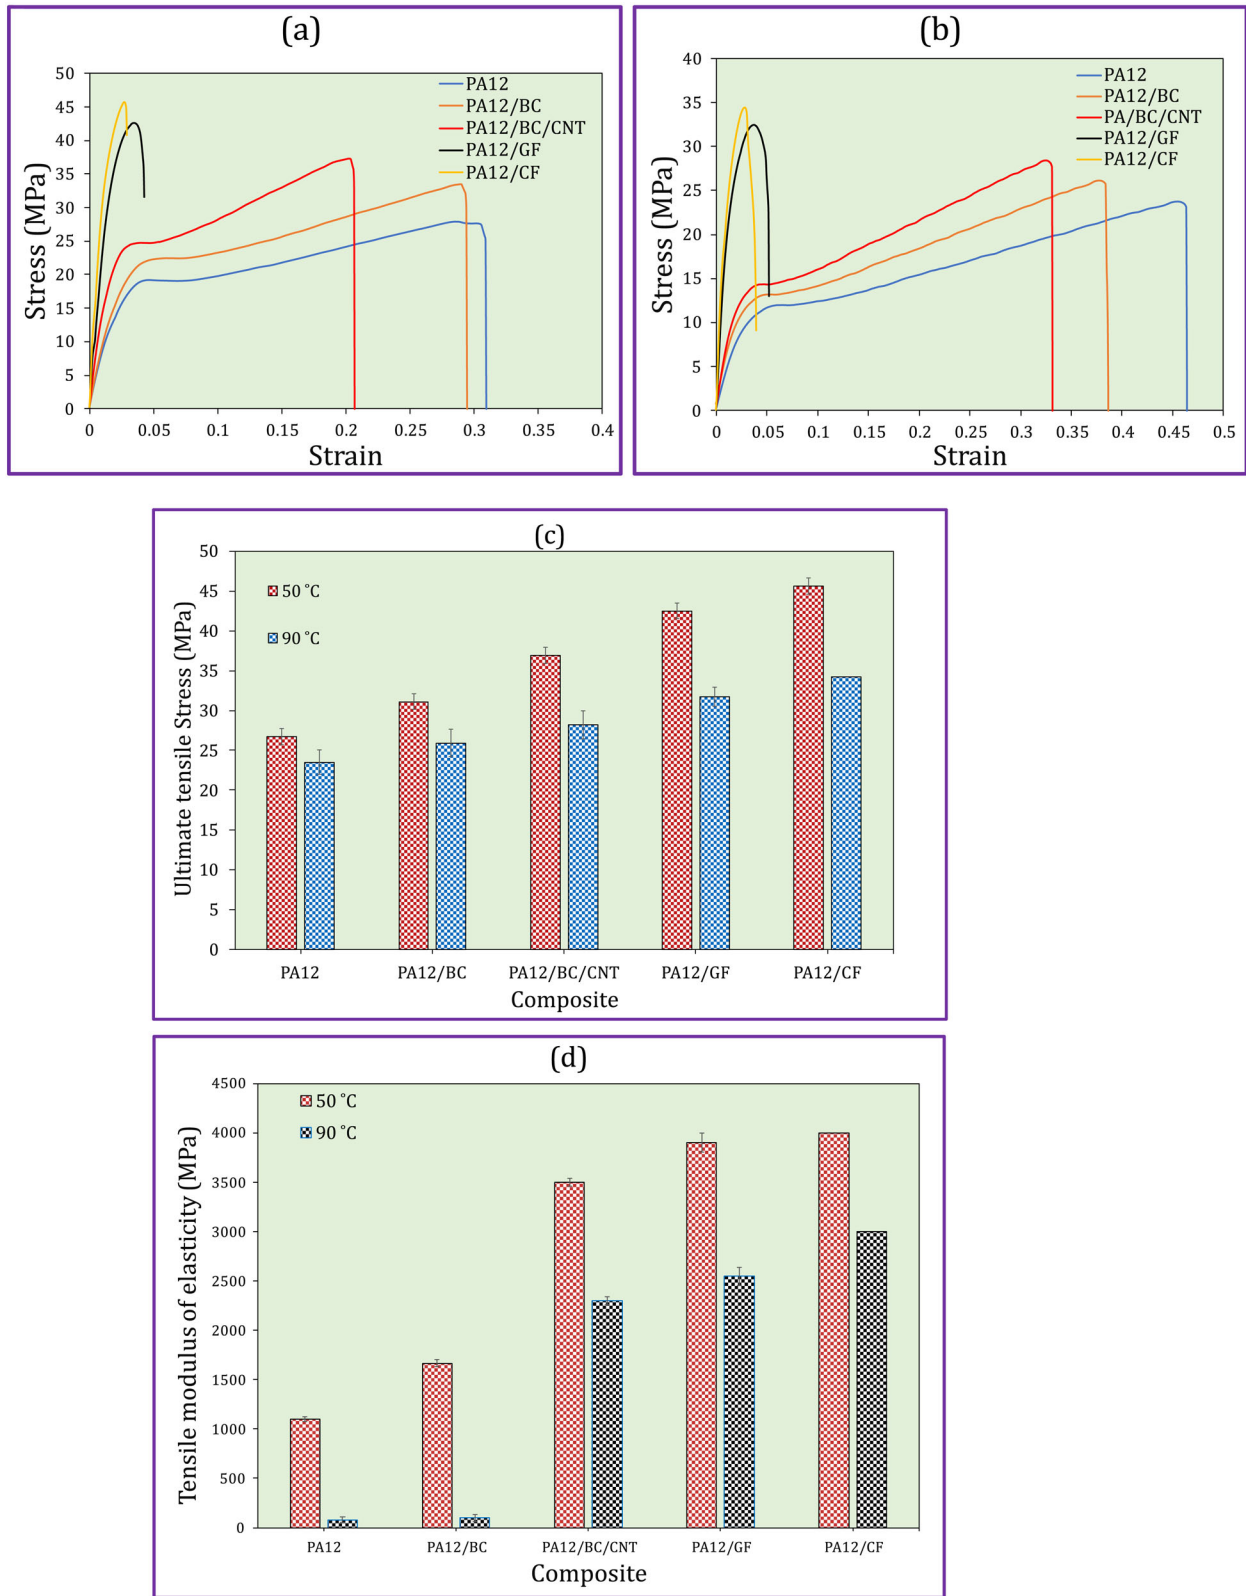 (a)
Stress (MPa)
50
45
40
35
30
25
20
15
10
5
0
PA12
PA12/BC
PA12/BC/CNT
PA12/GF
PA12/CF
0 0.05 0.1 0.15 0.2 0.25 0.3 0.35 0.4
Strain
(b)
Stress (MPa)
40
35
30
25
20
15
10
5
0
PA12
PA12/BC
PA/BC/CNT
PA12/GF
PA12/CF
0 0.05 0.1 0.15 0.2 0.25 0.3 0.35 0.4 0.45 0.5
Strain
(c)
Ultimate tensile Stress (MPa)
50
45
40
35
30
25
20
15
10
5
0
50 °C
90 °C
PA12 PA12/BC PA12/BC/CNT PA12/GF PA12/CF
Composite
(d)
Tensile modulus of elasticity (MPa)
4500
4000
3500
3000
2500
2000
1500
1000
500
0
50 °C
90 °C
PA12 PA12/BC PA12/BC/CNT PA12/GF PA12/CF
Composite